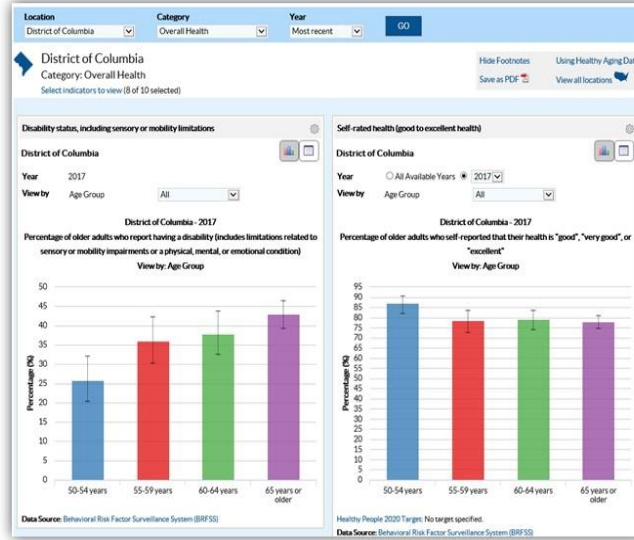 Location Category Year
District of Columbia Overall Health Most recent GO
District of Columbia
Category: Overall Health
Select indicators to view (8 of 10 selected)
Hide Footnotes Using Healthy Aging Dat
Save as PDF View all locations
Disability status, including sensory or mobility limitations
District of Columbia
Year 2017
View by Age Group All
District of Columbia - 2017
Percentage of older adults who report having a disability (includes limitations related to
sensory or mobility impairments or a physical, mental, or emotional condition)
View by: Age Group
Percentage (%)
50
45
40
35
30
25
20
15
10
5
0
50-54 years 55-59 years 60-64 years 65 years or
older
Data Source: Behavioral Risk Factor Surveillance System (BRFSS)
Self-rated health (good to excellent health)
District of Columbia
Year All Available Years 2017
View by Age Group All
District of Columbia - 2017
Percentage of older adults who self-reported that their health is "good", "very good", or
"excellent"
View by: Age Group
Percentage (%)
95
90
85
80
75
70
65
60
55
50
45
40
35
30
25
20
15
10
5
0
50-54 years 55-59 years 60-64 years 65 years or
older
Healthy People 2020 Target: No target specified.
Data Source: Behavioral Risk Factor Surveillance System (BRFSS)